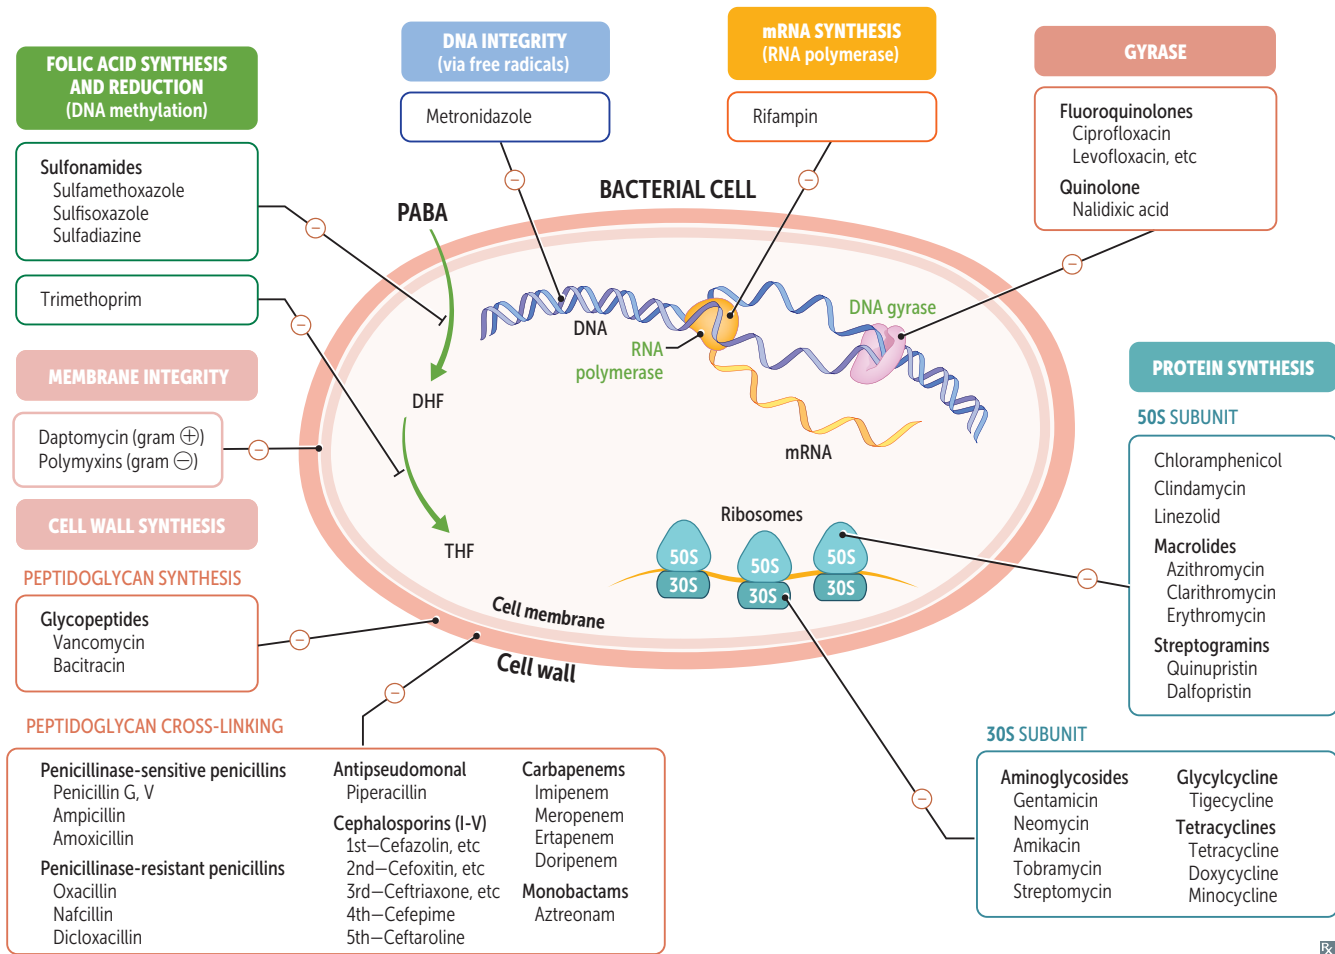 FOLIC ACID SYNTHESIS
AND REDUCTION
(DNA methylation)
Sulfonamides
Sulfamethoxazole
Sulfisoxazole
Sulfadiazine
Trimethoprim
DNA INTEGRITY
(via free radicals)
Metronidazole
mRNA SYNTHESIS
(RNA polymerase)
Rifampin
GYRASE
Fluoroquinolones
Ciprofloxacin
Levofloxacin, etc
Quinolone
Nalidixic acid
BACTERIAL CELL
PABA
DHF
THF
DNA
RNA
polymerase
DNA gyrase
mRNA
Ribosomes
50S
30S
50S
30S
50S
30S
Cell membrane
Cell wall
MEMBRANE INTEGRITY
Daptomycin (gram ⊕)
Polymyxins (gram ⊖)
CELL WALL SYNTHESIS
PEPTIDOGLYCAN SYNTHESIS
Glycopeptides
Vancomycin
Bacitracin
PEPTIDOGLYCAN CROSS-LINKING
Penicillinase-sensitive penicillins
Penicillin G, V
Ampicillin
Amoxicillin
Penicillinase-resistant penicillins
Oxacillin
Nafcillin
Dicloxacillin
Antipseudomonal
Piperacillin
Cephalosporins (I-V)
1st—Cefazolin, etc
2nd—Cefoxitin, etc
3rd—Ceftriaxone, etc
4th—Cefepime
5th—Ceftaroline
Carbapenems
Imipenem
Meropenem
Ertapenem
Doripenem
Monobactams
Aztreonam
PROTEIN SYNTHESIS
50S SUBUNIT
Chloramphenicol
Clindamycin
Linezolid
Macrolides
Azithromycin
Clarithromycin
Erythromycin
Streptogramins
Quinupristin
Dalfopristin
30S SUBUNIT
Aminoglycosides
Gentamicin
Neomycin
Amikacin
Tobramycin
Streptomycin
Glycylcycline
Tigecycline
Tetracyclines
Tetracycline
Doxycycline
Minocycline
℞